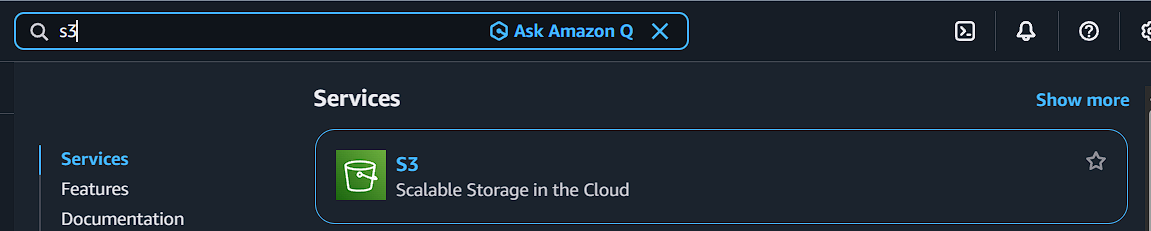 s3
Ask Amazon Q
Services
Show more
Services
Features
Documentation
S3
Scalable Storage in the Cloud